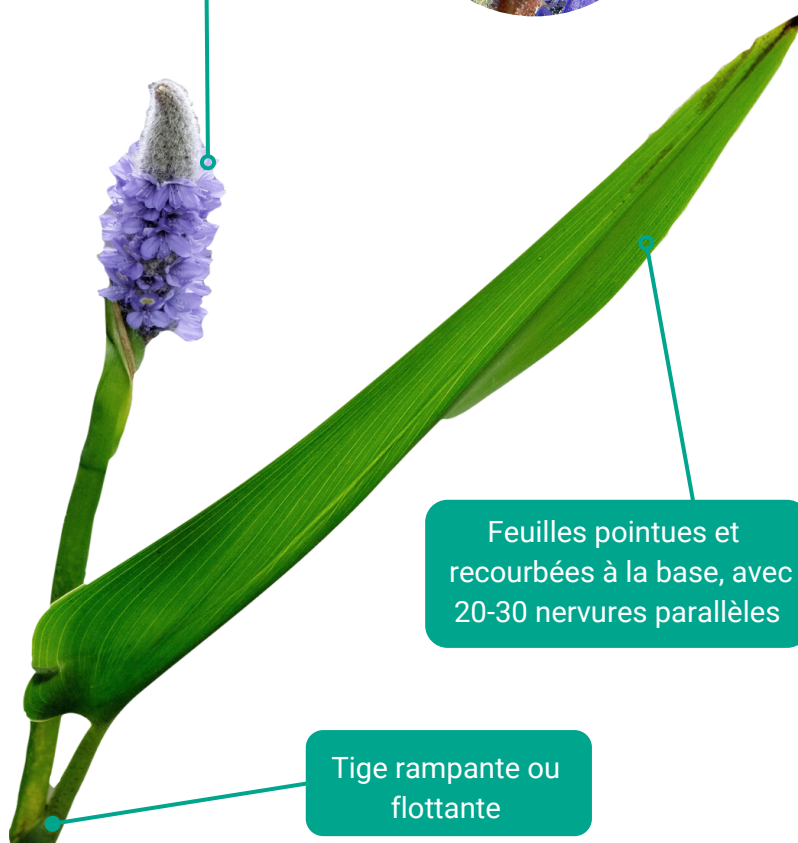 Feuilles pointues et
recourbées à la base, avec
20-30 nervures parallèles
Tige rampante ou
flottante